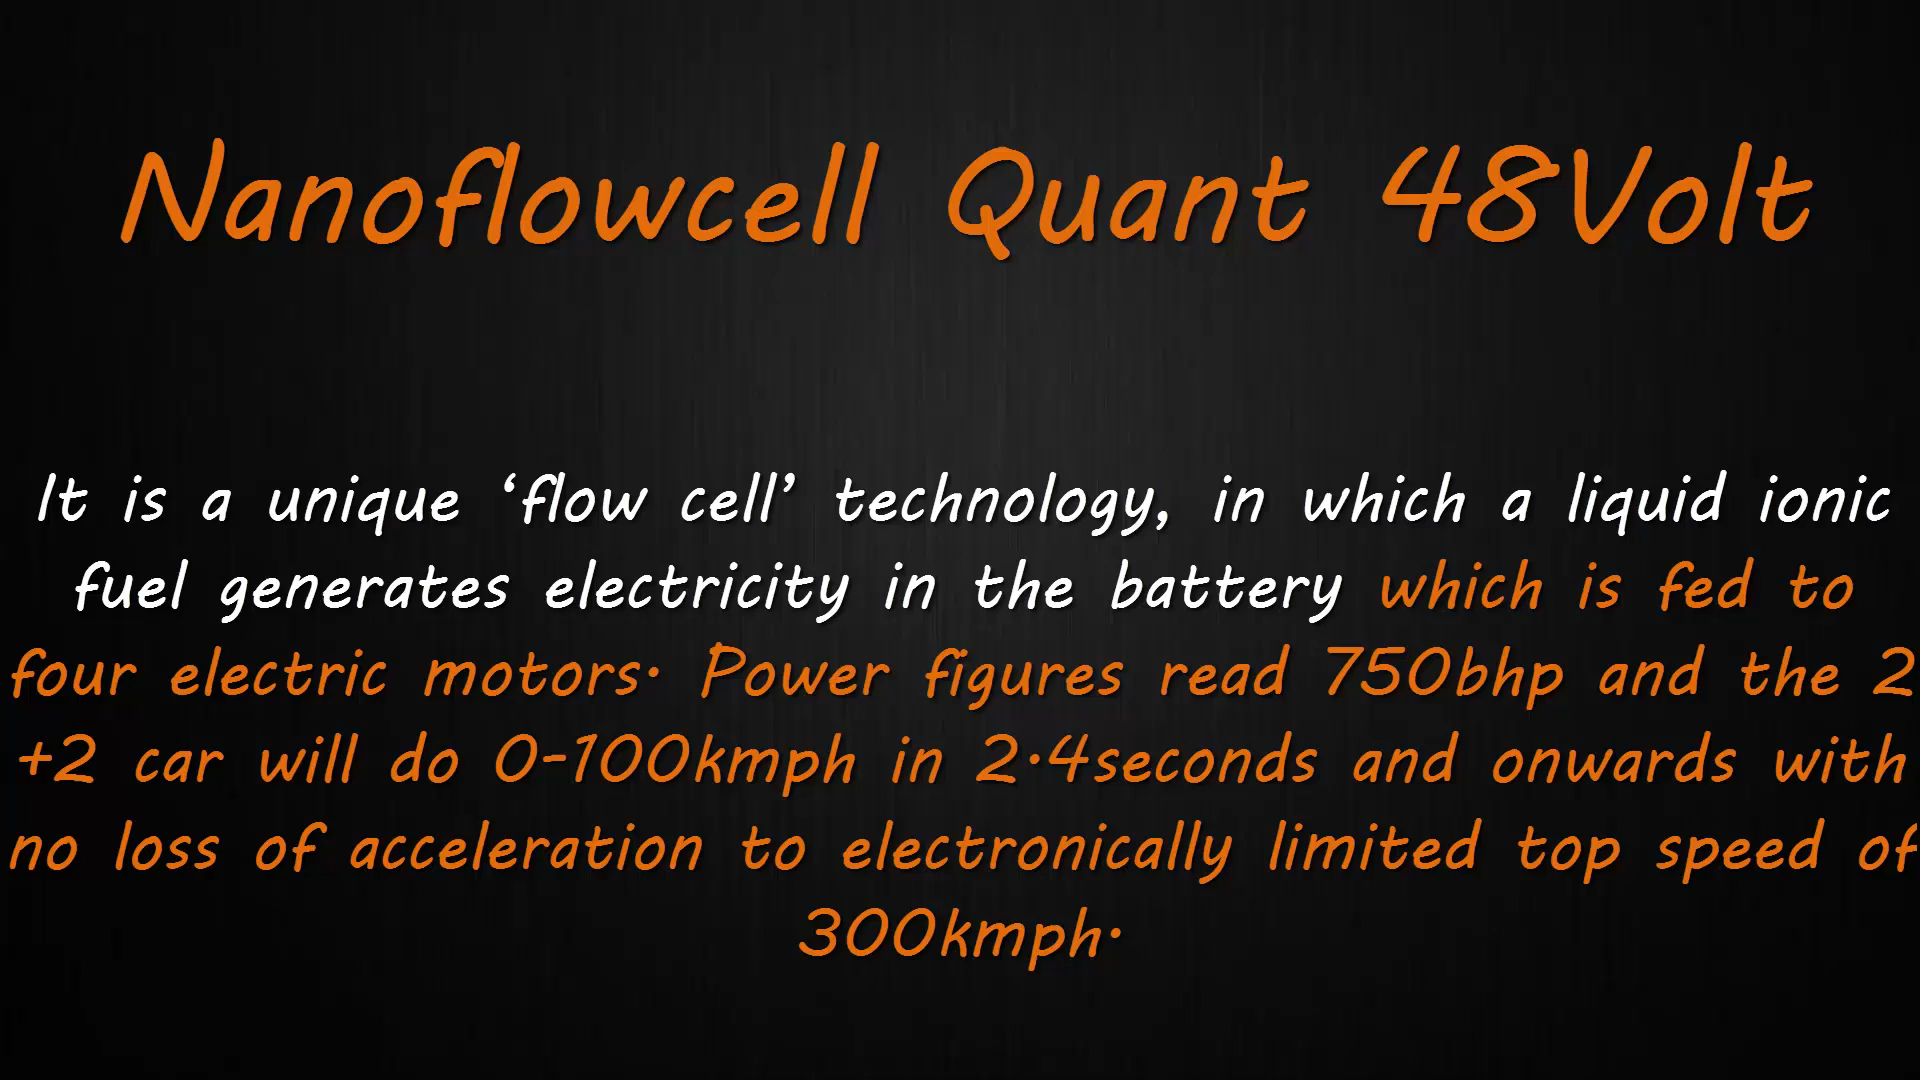 Nanoflowcell Quant 48Volt
It is a unique ‘flow cell’ technology, in which a liquid ionic
fuel generates electricity in the battery which is fed to
four electric motors. Power figures read 750bhp and the 2
+2 car will do 0-100kmph in 2.4seconds and onwards with
no loss of acceleration to electronically limited top speed of
300kmph.